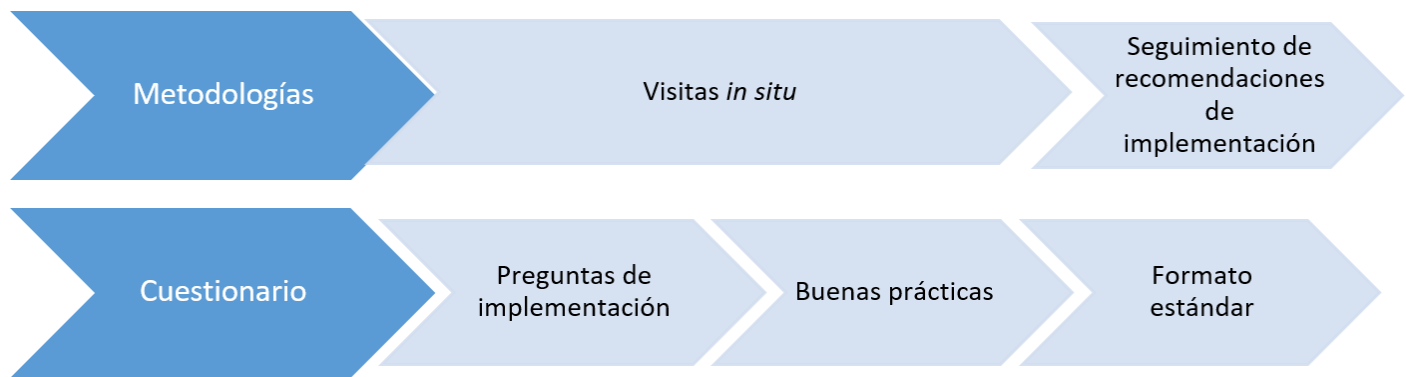 Metodologías
Visitas in situ
Seguimiento de
recomendaciones
de
implementación
Cuestionario
Preguntas de
implementación
Buenas prácticas
Formato
estándar